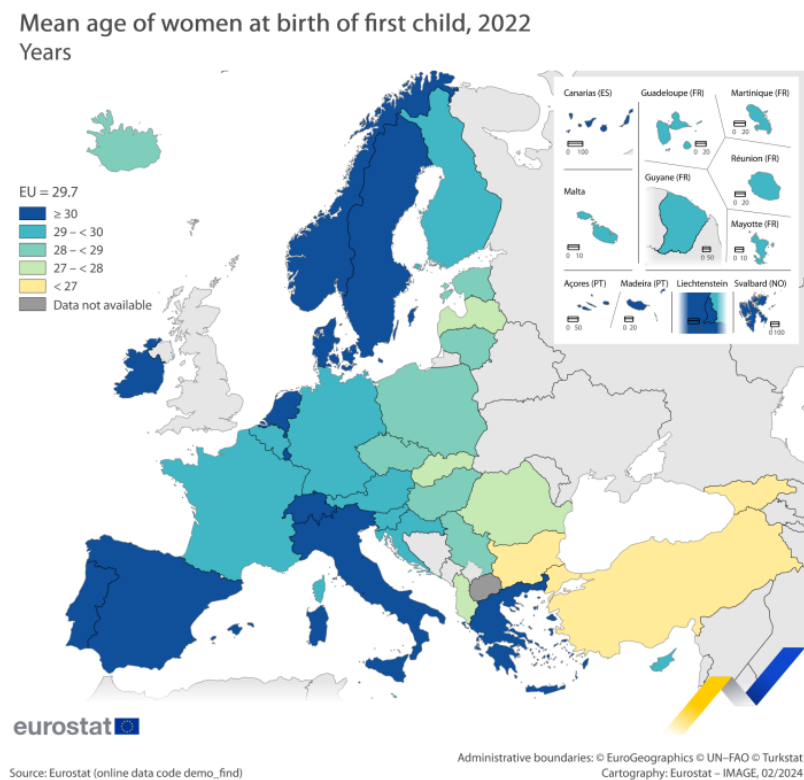 Mean age of women at birth of first child, 2022
Years
EU = 29.7
≥ 30
29 – < 30
28 – < 29
27 – < 28
< 27
Data not available
Canarias (ES)
0 100
Guadeloupe (FR)
0 20
Martinique (FR)
0 20
Malta
0 10
Guyane (FR)
0 50
Réunion (FR)
0 20
Mayotte (FR)
0 10
Açores (PT)
0 50
Madeira (PT)
0 20
Liechtenstein
Svalbard (NO)
0 100
eurostat
Administrative boundaries: © EuroGeographics © UN–FAO © Turkstat
Source: Eurostat (online data code demo_find)
Cartography: Eurostat – IMAGE, 02/2024